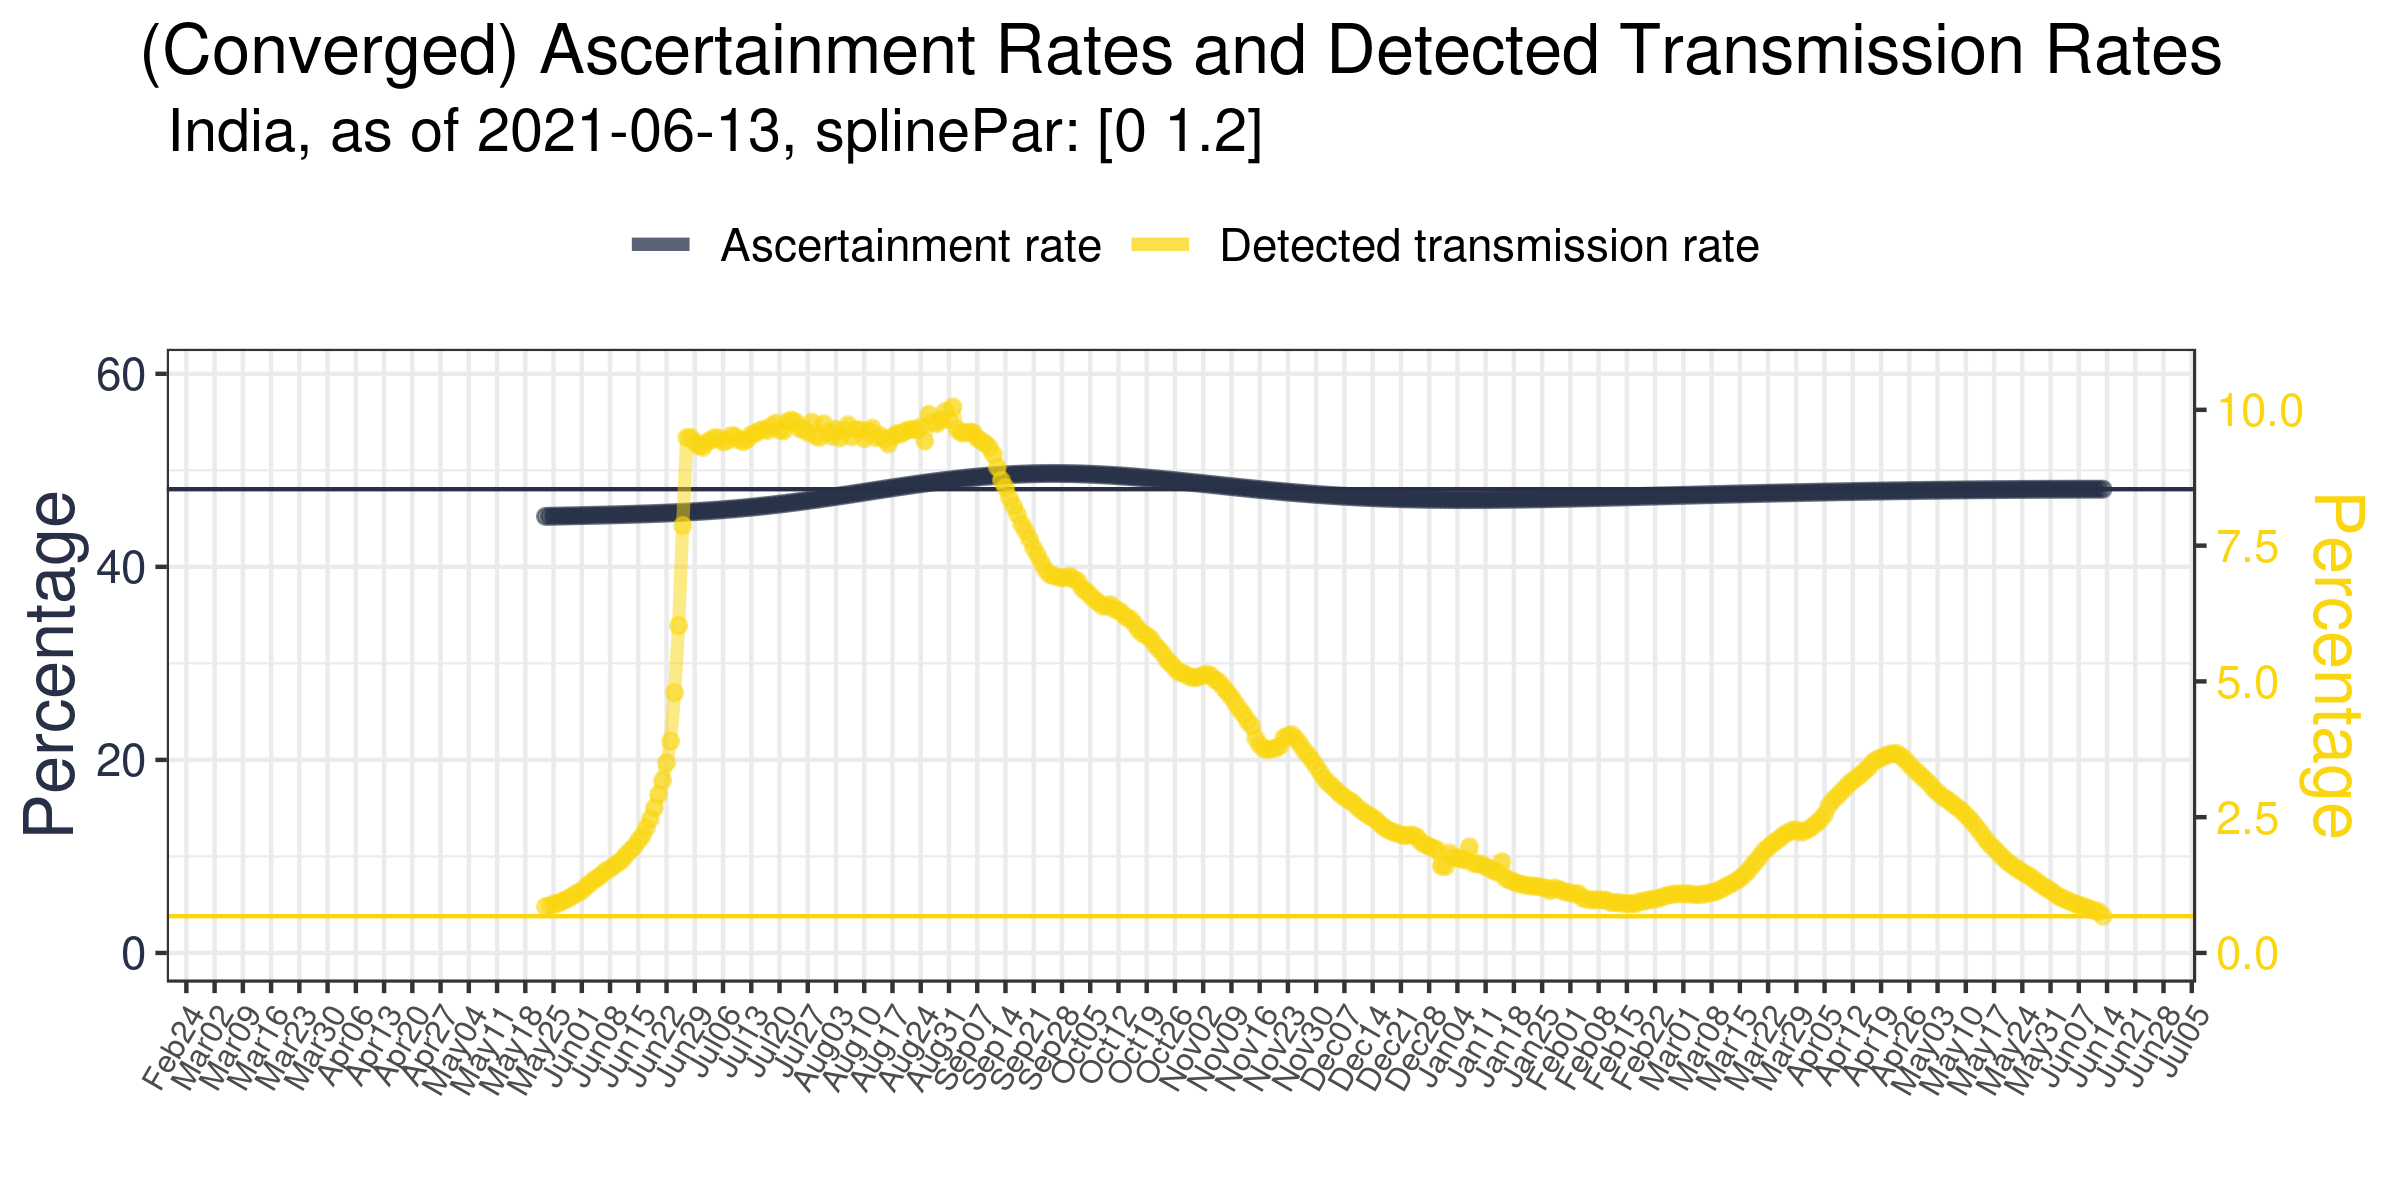 (Converged) Ascertainment Rates and Detected Transmission Rates
India, as of 2021-06-13, splinePar: [0 1.2]
Ascertainment rate
Detected transmission rate
Percentage
60
40
20
0
10.0
7.5
5.0
2.5
0.0
Percentage
Feb24
Mar02
Mar09
Mar16
Mar23
Mar30
Apr06
Apr13
Apr20
Apr27
May04
May11
May18
May25
Jun01
Jun08
Jun15
Jun22
Jun29
Jul06
Jul13
Jul20
Jul27
Aug03
Aug10
Aug17
Aug24
Aug31
Sep07
Sep14
Sep21
Sep28
Oct05
Oct12
Oct19
Oct26
Nov02
Nov09
Nov16
Nov23
Nov30
Dec07
Dec14
Dec21
Dec28
Jan04
Jan11
Jan18
Jan25
Feb01
Feb08
Feb15
Feb22
Mar01
Mar08
Mar15
Mar22
Mar29
Apr05
Apr12
Apr19
Apr26
May03
May10
May17
May24
May31
Jun07
Jun14
Jun21
Jun28
Jul05